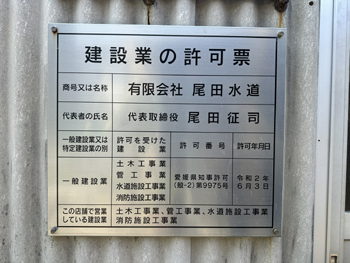 建設業の許可票
商号又は名称 有限会社 尾田水道
代表者の氏名 代表取締役 尾田征司
一般建設業又は特定建設業の別 許可を受けた建設業 許可番号 許可年月日
一般建設業 土木工事業 管工事業 水道施設工事業 消防施設工事業 愛媛県知事許可(般-2)第9975号 令和2年6月3日
この店舗で営業している建設業 土木工事業、管工事業、水道施設工事業
消防施設工事業